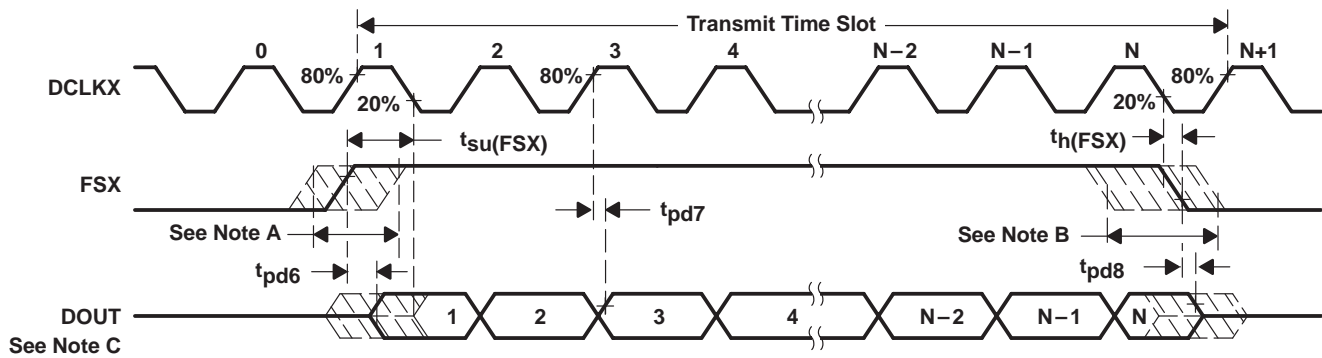 Transmit Time Slot
0 1 2 3 4 N−2 N−1 N N+1
80% 80% 80%
DCLKX
20% 20%
tsu(FSX) th(FSX)
FSX
tpd7
See Note A See Note B
tpd6 tpd8
DOUT 1 2 3 4 N−2 N−1 N
See Note C